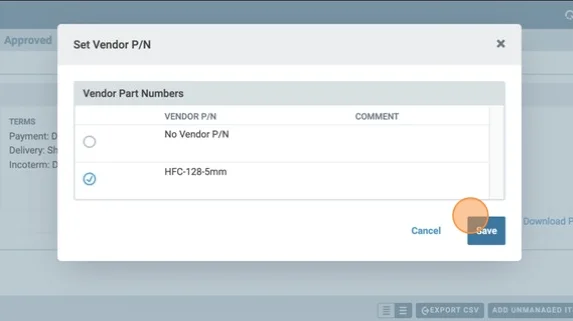 Approved
Set Vendor P/N
Vendor Part Numbers
VENDOR P/N COMMENT
No Vendor P/N
HFC-128-5mm
TERMS
Payment: D
Delivery: Sh
Incoterm: D
Cancel Save
Download P
EXPORT CSV ADD UNMANAGED IT